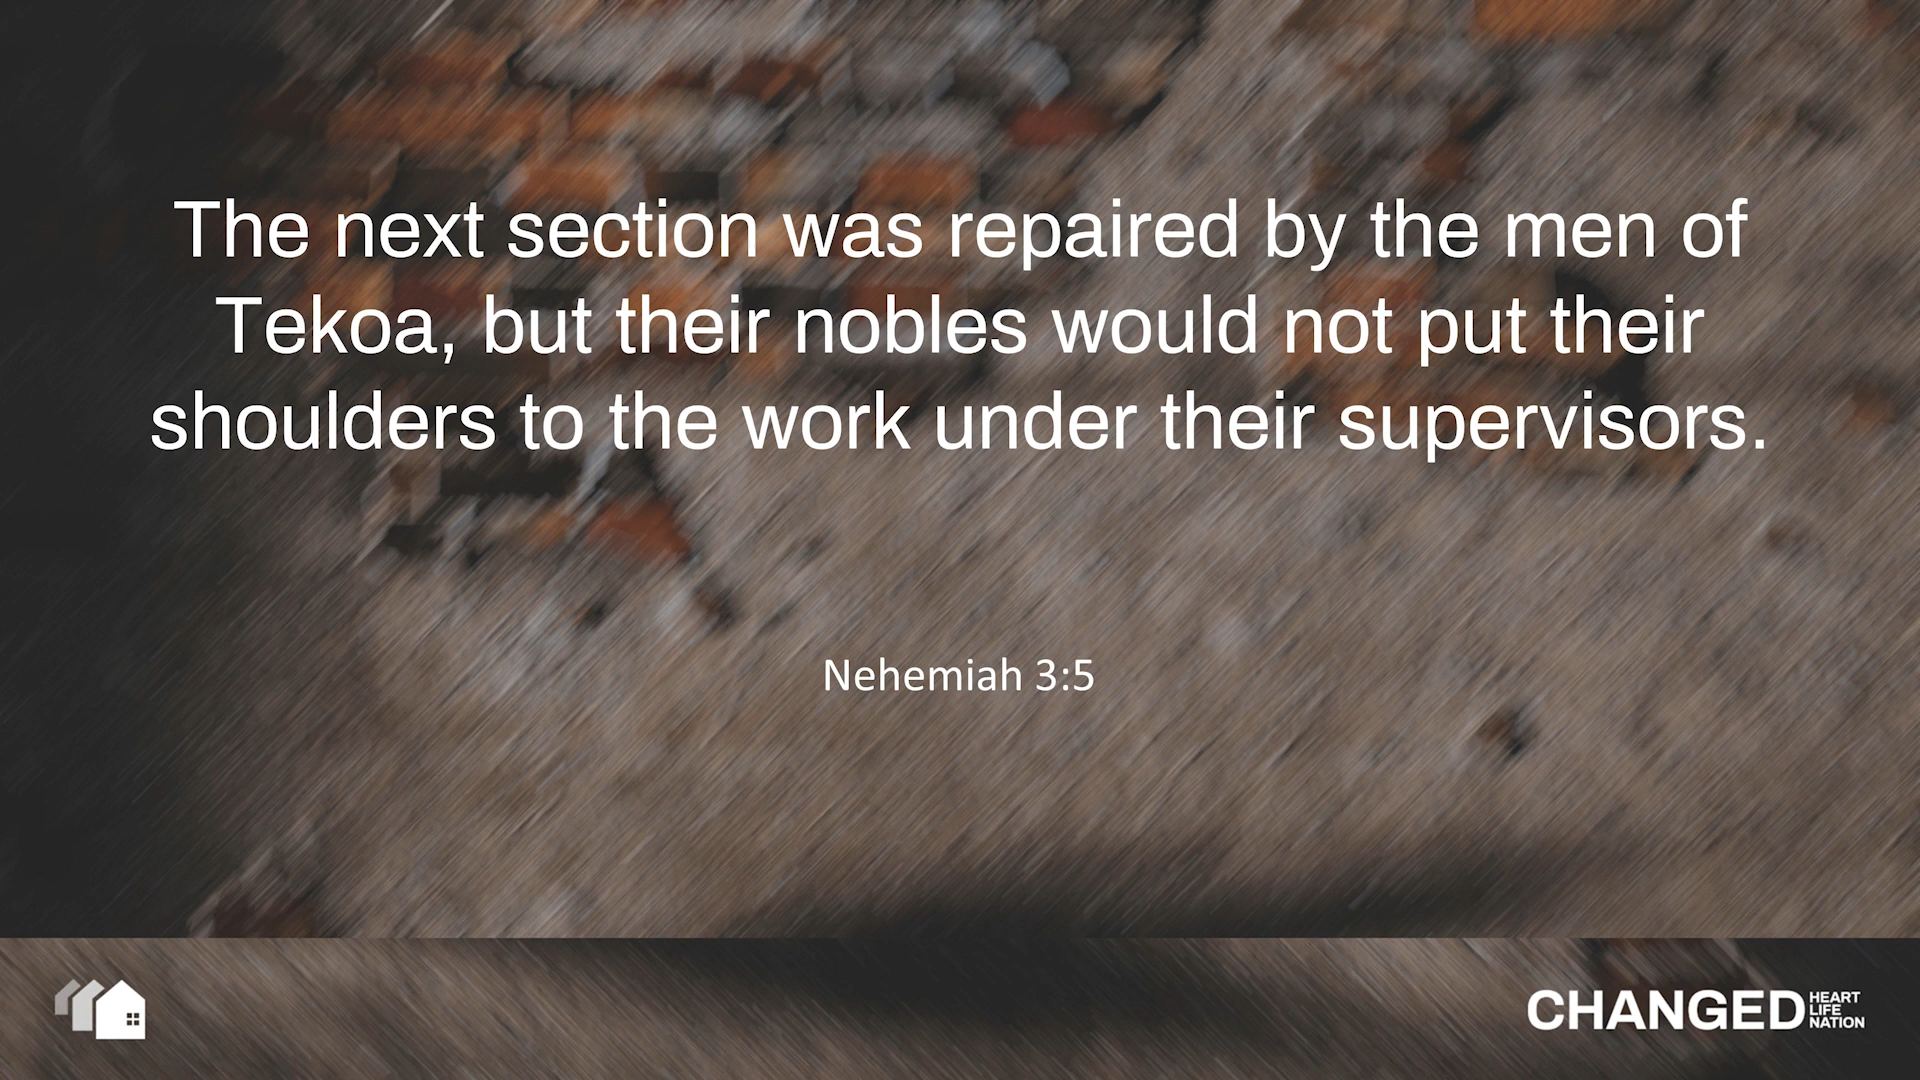 The next section was repaired by the men of
Tekoa, but their nobles would not put their
shoulders to the work under their supervisors.
Nehemiah 3:5
CHANGED
HEART
LIFE
NATION